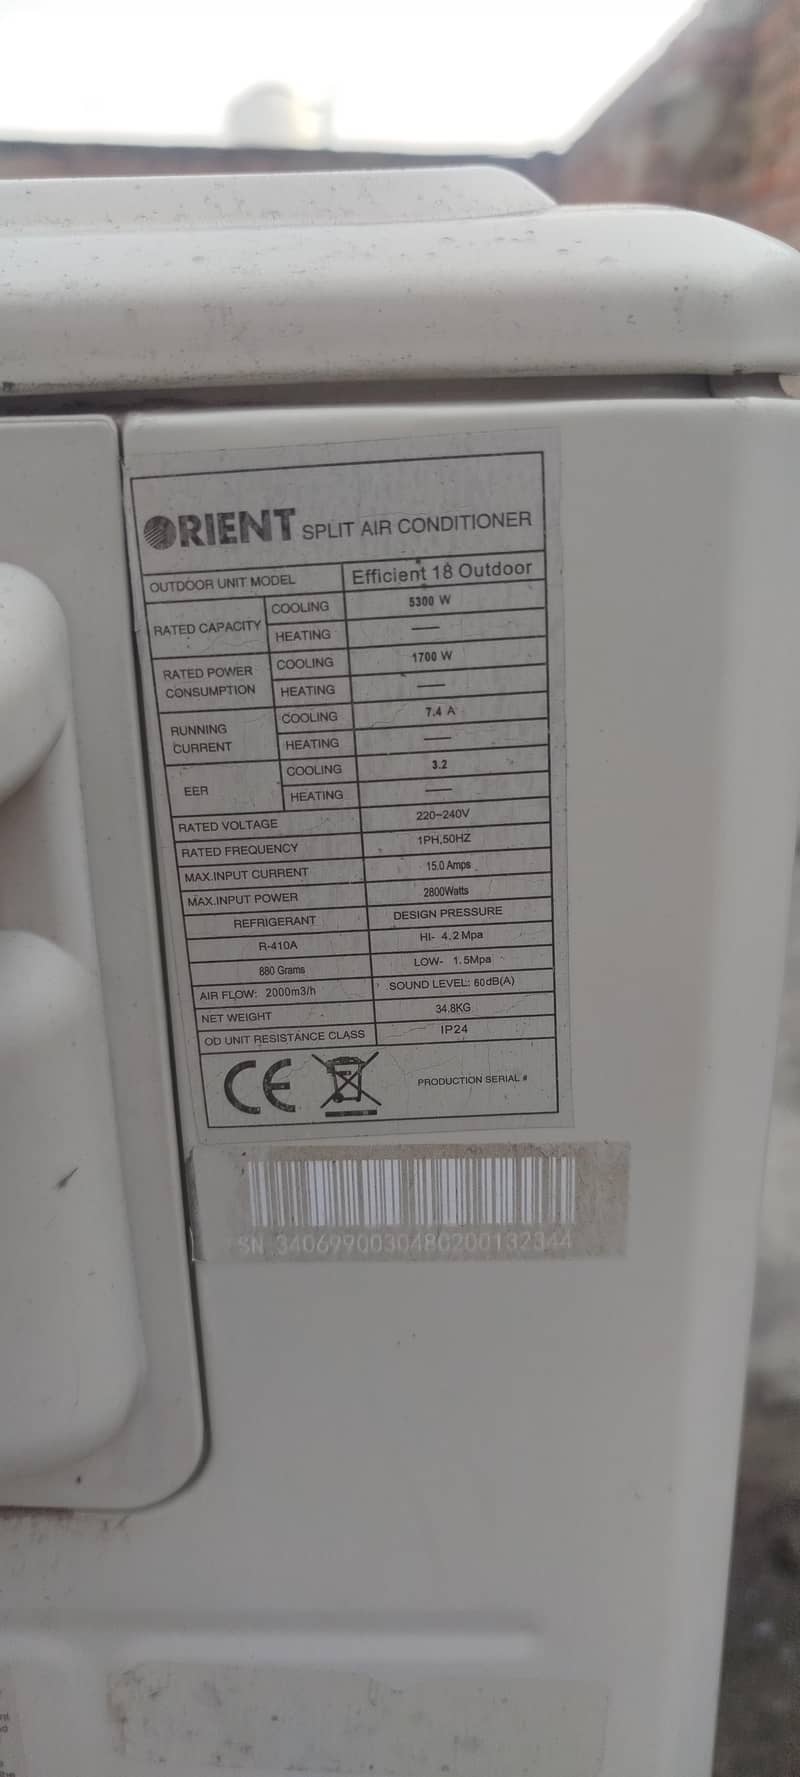 ORIENT SPLIT AIR CONDITIONER
OUTDOOR UNIT MODEL Efficient 18 Outdoor
RATED CAPACITY COOLING 5300 W
HEATING —
RATED POWER CONSUMPTION COOLING 1700 W
HEATING —
RUNNING CURRENT COOLING 7.4 A
HEATING —
EER COOLING 3.2
HEATING —
RATED VOLTAGE 220-240V
RATED FREQUENCY 1PH,50HZ
MAX.INPUT CURRENT 15.0 Amps
MAX.INPUT POWER 2800Watts
REFRIGERANT DESIGN PRESSURE
R-410A HI- 4.2Mpa
880 Grams LOW- 1.5Mpa
AIR FLOW: 2000m3/h SOUND LEVEL: 60dB(A)
NET WEIGHT 34.8KG
OD UNIT RESISTANCE CLASS IP24
CE PRODUCTION SERIAL #
SN 3406990030480200132344